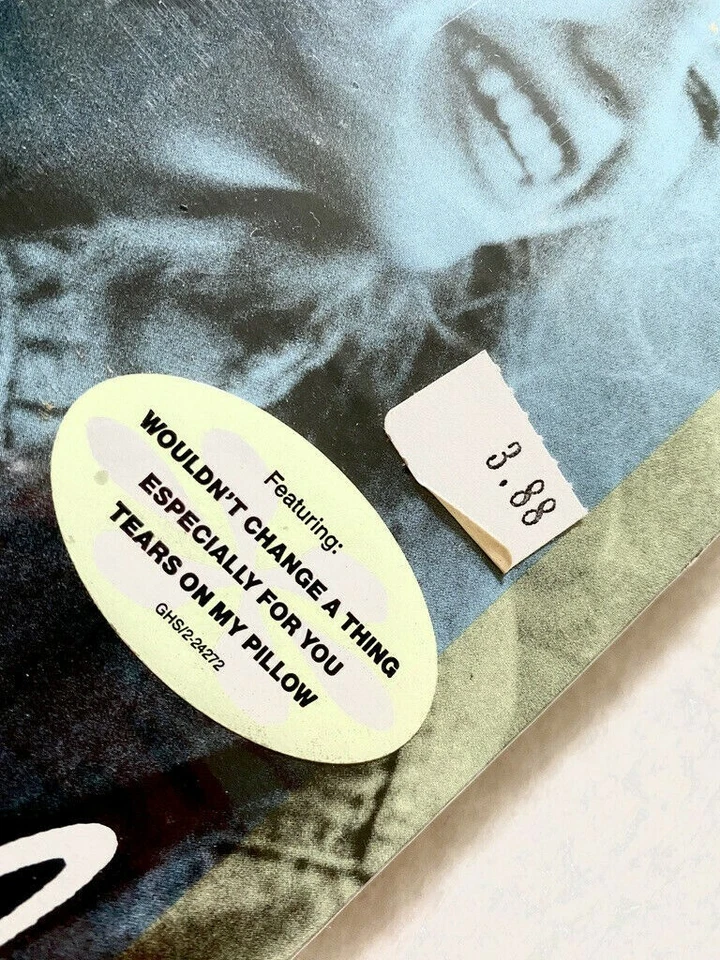 Featuring:
WOULDN'T CHANGE A THING
ESPECIALLY FOR YOU
TEARS ON MY PILLOW
GHS/2-24272
3.88